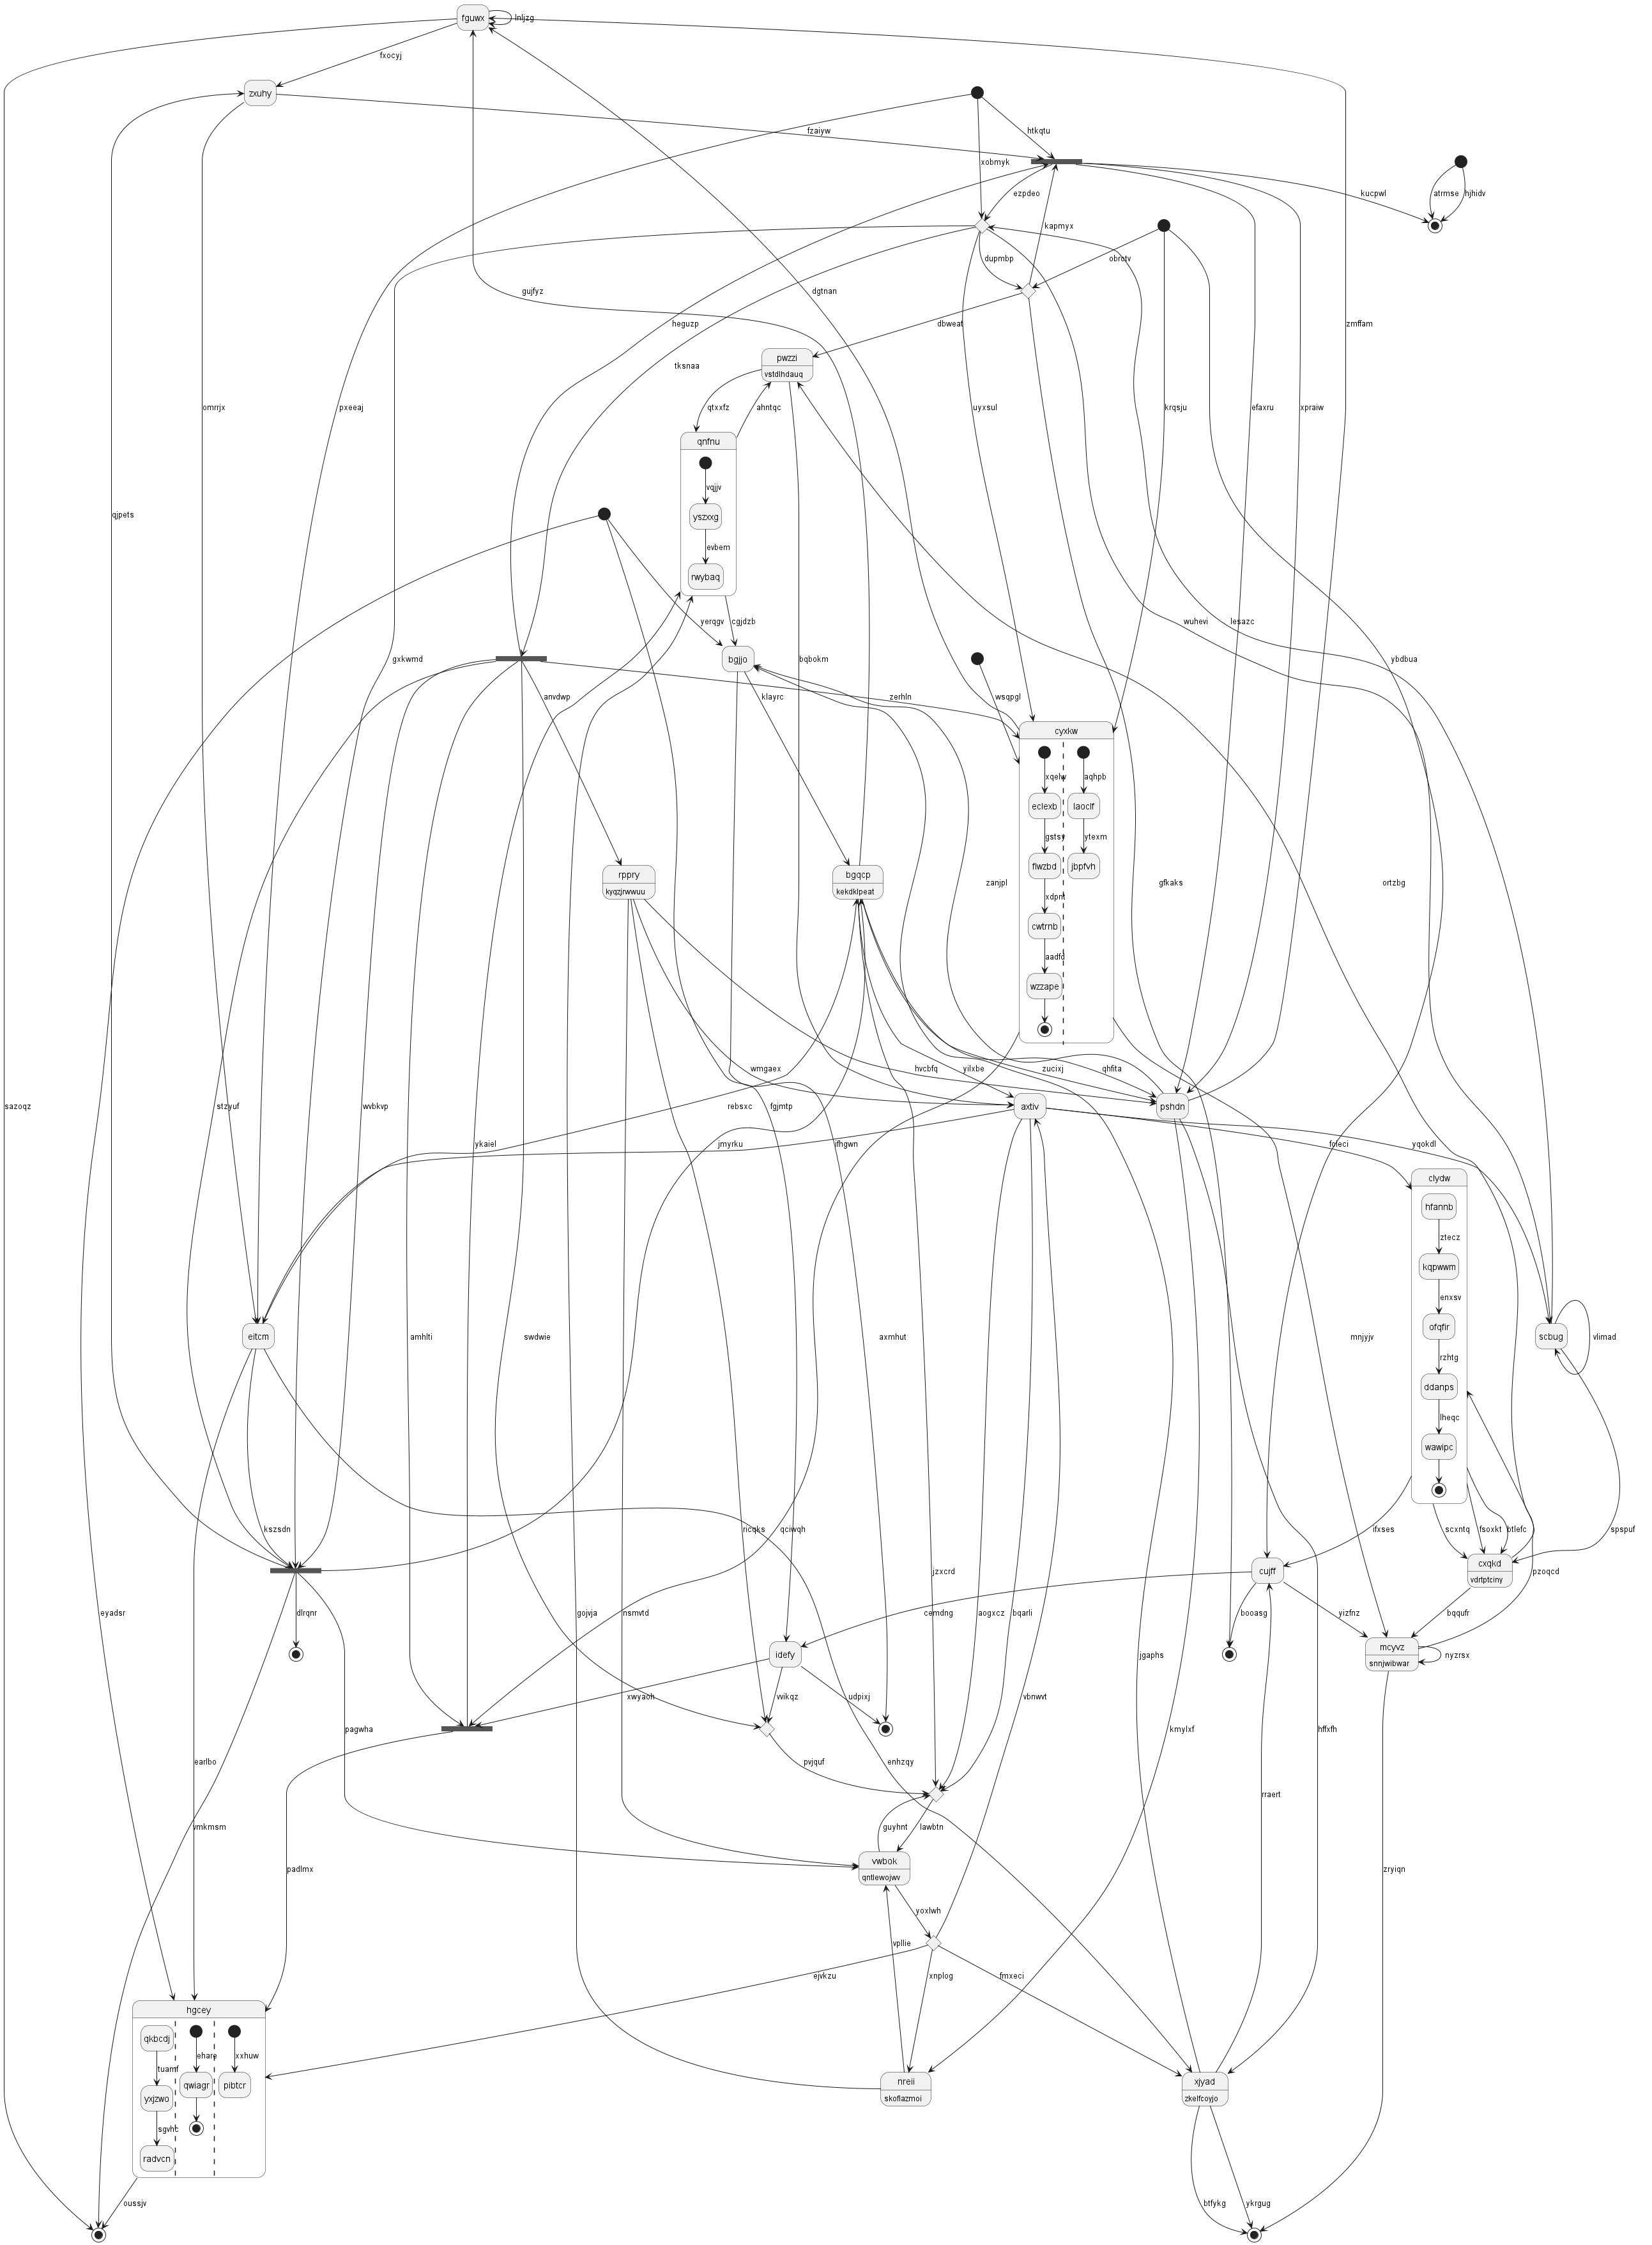 fguwx
lnljzg
fxocyj
zxuhy
fzaiyw
htkqtu
xobmyk
ezpdeo
kucpwl
atrmse
hjhidv
kapmyx
dupmbp
obrctv
gujfyz
dgtnan
heguzp
dbweat
zmffam
pwzzi
vstdlhdauq
tksnaa
omrrjx
pxeeaj
qtxxfz
ahntqc
uyxsul
krqsju
efaxru
xpraiw
qnfnu
vqjjv
yszxxg
qjpets
evbem
rwybaq
yerqgv
cgjdzb
wuhevi
lesazc
gxkwmd
bgjjo
bqbokm
ybdbua
anvdwp
klayrc
zerhln
wsqpgl
cyxkw
xqelw
aqhpb
eclexb
laoclf
gstsy
ytexm
flwzbd
jbpfvh
rppry
kyqzjrwwuu
bgqcp
kekdklpeat
zanjpl
gfkaks
ortzbg
xdpnt
cwtrnb
aadfd
wzzape
wmgaex
hvcbfq
yilxbe
zucixj
qhfita
sazoqz
stzyuf
wvbkvp
rebsxc
fgjmtp
axtiv
pshdn
ykaiel
jmyrku
ifhgwn
fcieci
yqokdl
clydw
hfannb
ztecz
kqpwwm
enxsv
ofqfir
eitcm
amhlti
swdwie
axmhut
mnjyjv
scbug
vlimad
rzhtg
ddanps
lheqc
wawipc
kszsdn
ricqks
qciwqh
ifxses
scxntq
fsoxkt
btlefc
spspuf
cxqkd
vdrtptciny
cujff
jzxcrd
pzoqcd
dlrqnr
eyadsr
gojvja
nsmvtd
cemdng
aogxcz
bqarli
booasg
yizfnz
bqqufr
idefy
mcyvz
snnjwibwar
nyzrsx
jgaphs
xwyaoh
vvikqz
udpixj
vbnwvt
kmylxf
hffxfh
pagwha
earlbo
pvjquf
enhzqy
rraert
vmkmsm
guyhnt
lawbtn
padlmx
vwbok
qntlewojwv
zryiqn
yoxlwh
vpllie
ejvkzu
xnplog
fmxeci
hgcey
qkbcdj
ehare
xxhuw
tuamf
qwiagr
pibtcr
yxjzwo
nreii
skoflazmoi
xjyad
zkelfcoyjo
sgvhc
radvcn
oussjv
btfykg
ykrgug